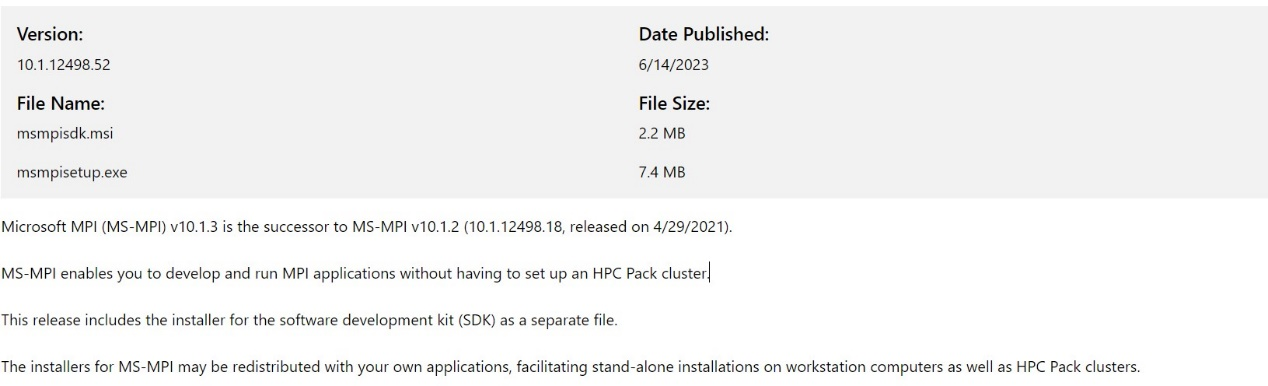 Version:
Date Published:
10.1.12498.52
6/14/2023
File Name:
File Size:
msmpisdk.msi
2.2 MB
msmpisetup.exe
7.4 MB
Microsoft MPI (MS-MPI) v10.1.3 is the successor to MS-MPI v10.1.2 (10.1.12498.18, released on 4/29/2021).
MS-MPI enables you to develop and run MPI applications without having to set up an HPC Pack cluster.
This release includes the installer for the software development kit (SDK) as a separate file.
The installers for MS-MPI may be redistributed with your own applications, facilitating stand-alone installations on workstation computers as well as HPC Pack clusters.